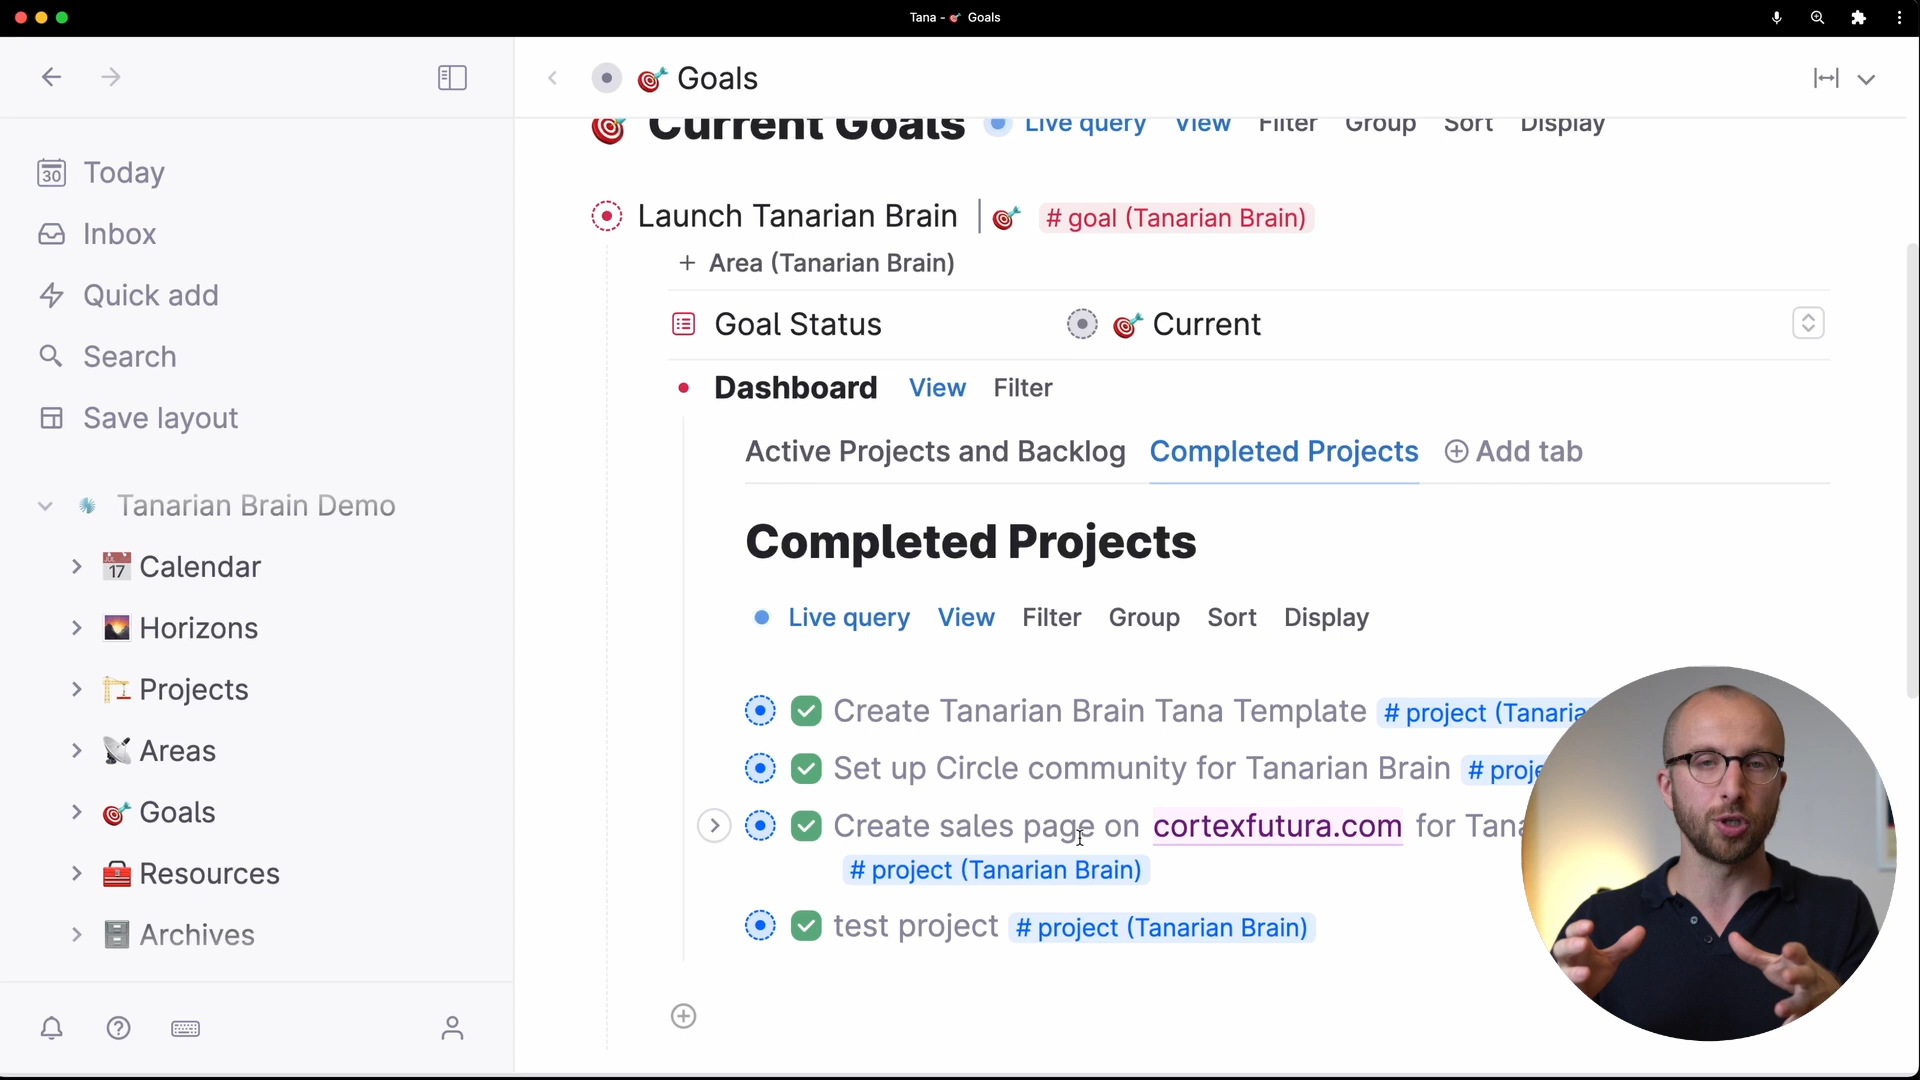 Tana - Goals
Goals
Current Goals Live query View Filter Group Sort Display
30 Today
Inbox
Quick add
Search
Save layout
Tanarian Brain Demo
17 Calendar
Horizons
Projects
Areas
Goals
Resources
Archives
Launch Tanarian Brain # goal (Tanarian Brain)
+ Area (Tanarian Brain)
Goal Status Current
Dashboard View Filter
Active Projects and Backlog Completed Projects Add tab
Completed Projects
Live query View Filter Group Sort Display
Create Tanarian Brain Tana Template # project
Set up Circle community for Tanarian Brain #
Create sales page on cortexfutura.com for
# project (Tanarian Brain)
test project # project (Tanarian Brain)